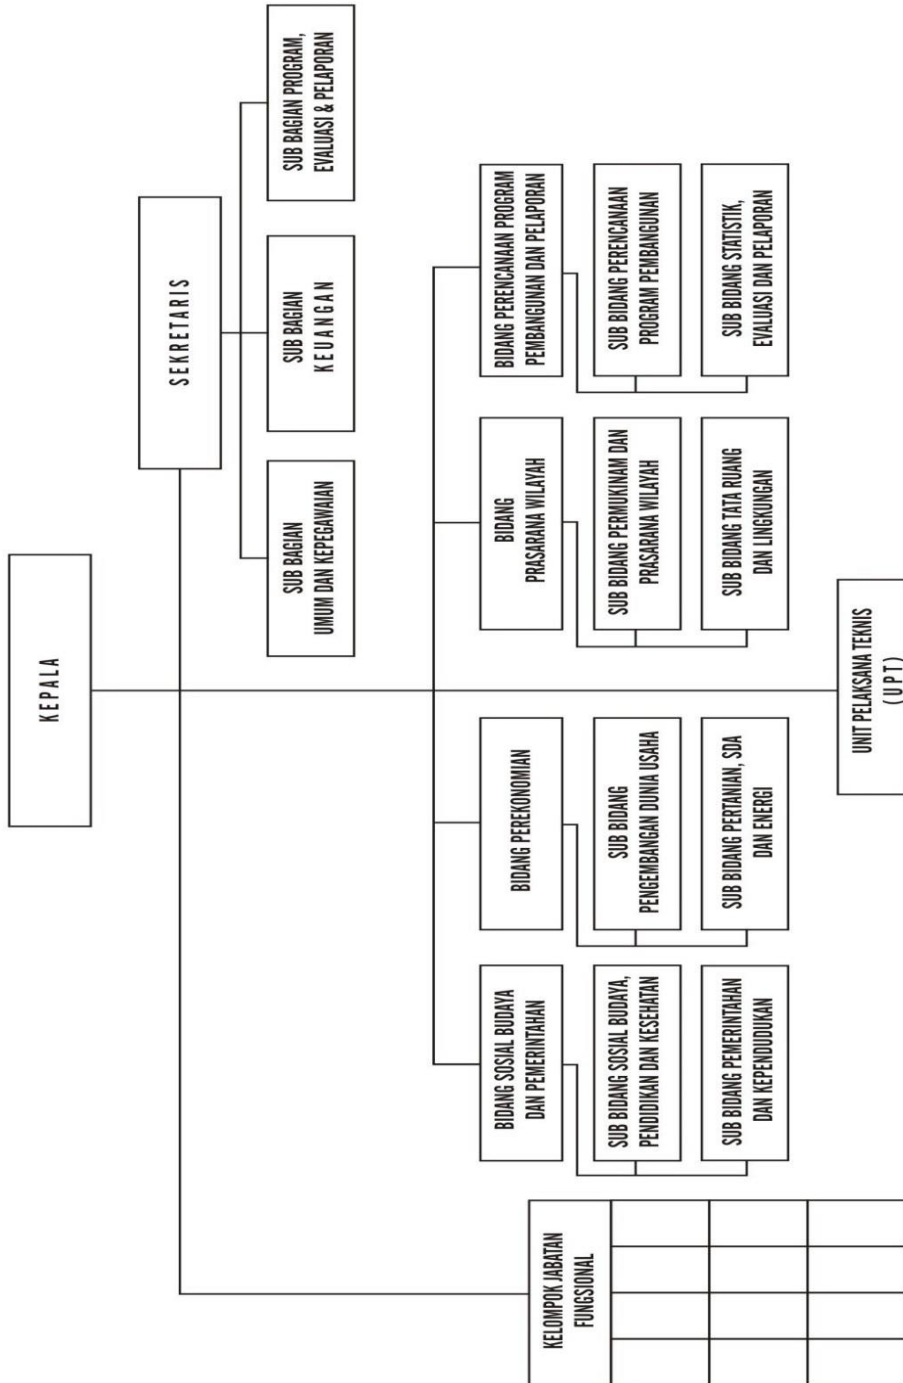 KEPALA
SEKRETARIS
SUB BAGIAN
UMUM DAN KEPEGAWAIAN
SUB BAGIAN
KEUANGAN
SUB BAGIAN PROGRAM,
EVALUASI & PELAPORAN
BIDANG SOSIAL BUDAYA
DAN PEMERINTAHAN
BIDANG PEREKONOMIAN
BIDANG
PRASARANA WILAYAH
BIDANG PERENCANAAN PROGRAM
PEMBANGUNAN DAN PELAPORAN
KELOMPOK JABATAN
FUNGSIONAL
SUB BIDANG SOSIAL BUDAYA,
PENDIDIKAN DAN KESEHATAN
SUB BIDANG
PENGEMBANGAN DUNIA USAHA
SUB BIDANG PERMUKINAM DAN
PRASARANA WILAYAH
SUB BIDANG PERENCANAAN
PROGRAM PEMBANGUNAN
SUB BIDANG PEMERINTAHAN
DAN KEPENDUDUKAN
SUB BIDANG PERTANIAN, SDA
DAN ENERGI
SUB BIDANG TATA RUANG
DAN LINGKUNGAN
SUB BIDANG STATISTIK,
EVALUASI DAN PELAPORAN
UNIT PELAKSANA TEKNIS
(UPT)